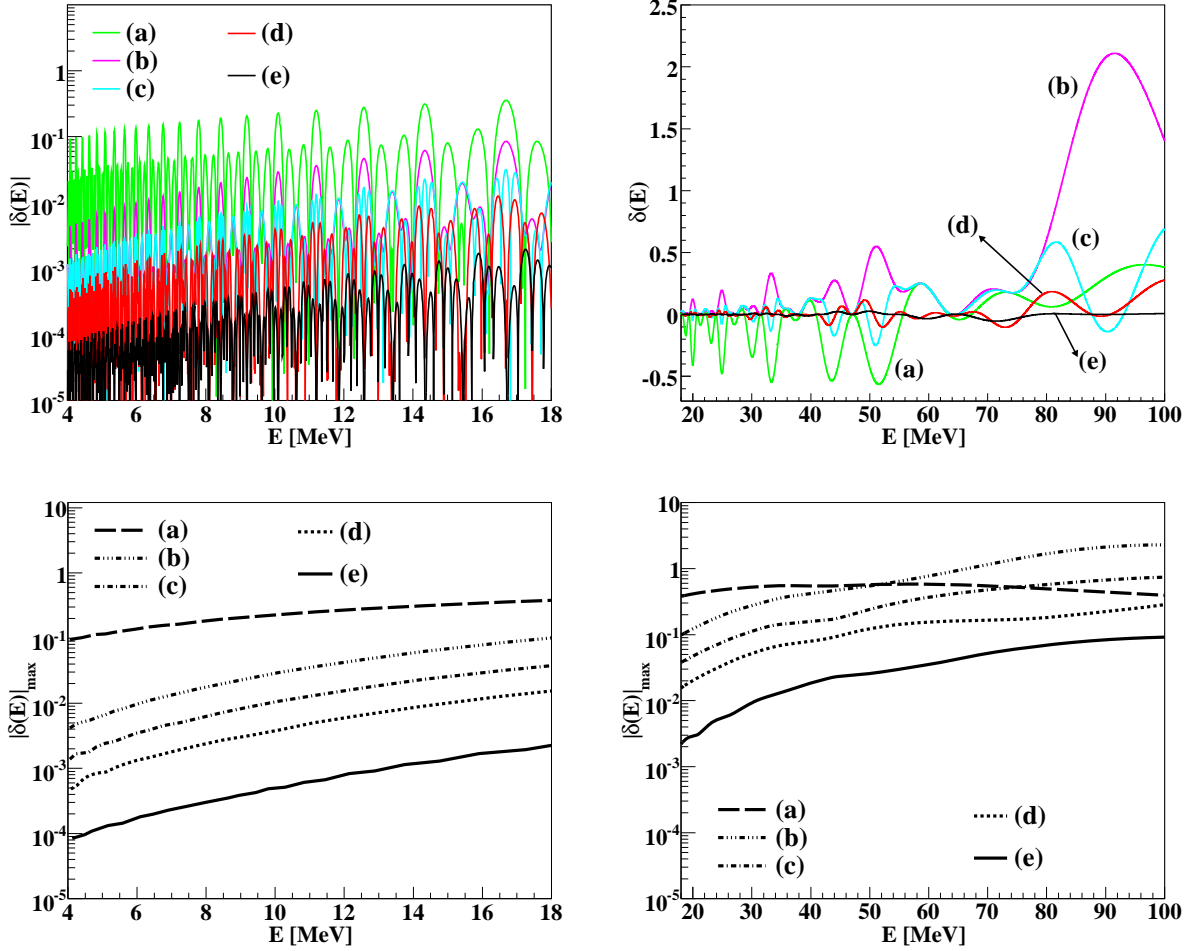 (a)
(b)
(c)
(d)
(e)
|δ(E)|
1
10⁻¹
10⁻²
10⁻³
10⁻⁴
10⁻⁵
4 6 8 10 12 14 16 18
E [MeV]
2.5
2
1.5
1
0.5
0
-0.5
δ(E)
(b)
(d)
(c)
(a)
(e)
20 30 40 50 60 70 80 90 100
E [MeV]
10
1
10⁻¹
10⁻²
10⁻³
10⁻⁴
10⁻⁵
|δ(E)|max
(a)
(b)
(c)
(d)
(e)
4 6 8 10 12 14 16 18
E [MeV]
10
1
10⁻¹
10⁻²
10⁻³
10⁻⁴
10⁻⁵
|δ(E)|max
(a)
(b)
(c)
(d)
(e)
20 30 40 50 60 70 80 90 100
E [MeV]